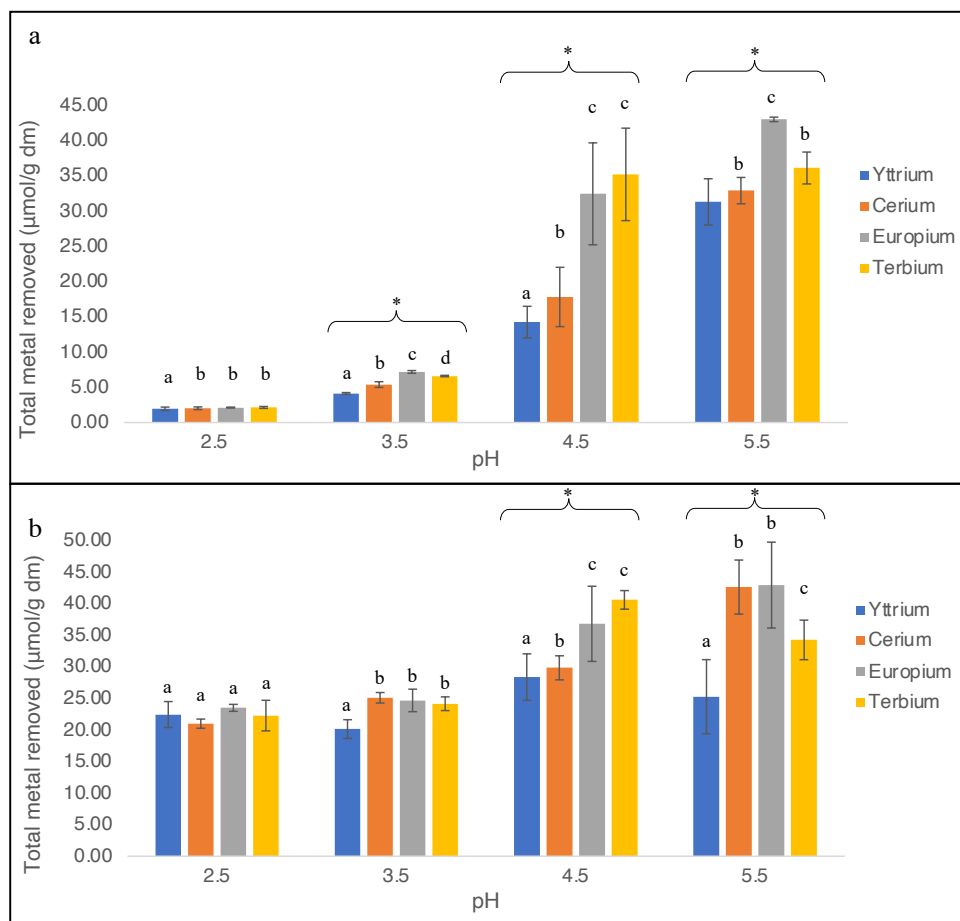 a
Total metal removed (µmol/g dm)
45.00
40.00
35.00
30.00
25.00
20.00
15.00
10.00
5.00
0.00
* * *
a b b b
a b c d
a b c c
b c b
2.5 3.5 4.5 5.5
pH
Yttrium
Cerium
Europium
Terbium
b
Total metal removed (µmol/g dm)
50.00
45.00
40.00
35.00
30.00
25.00
20.00
15.00
10.00
5.00
0.00
* *
a a a a
a b b b
a b c c
a b b c
2.5 3.5 4.5 5.5
pH
Yttrium
Cerium
Europium
Terbium